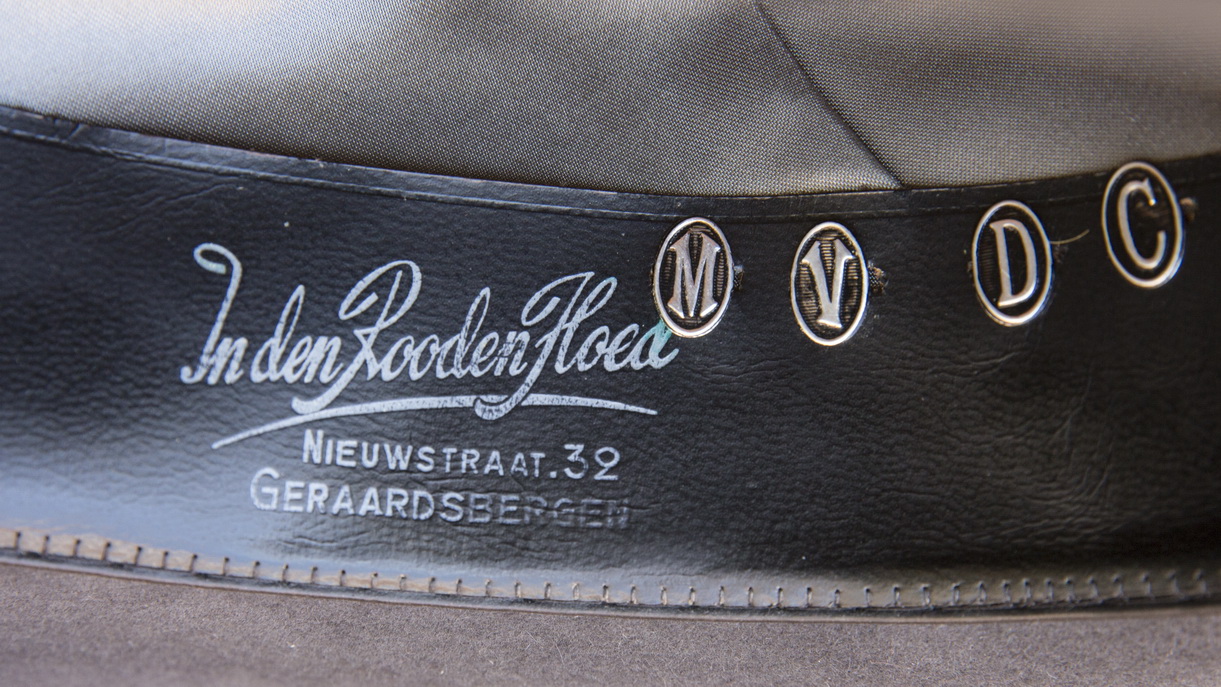 In den Rooden Hoed
NIEUWSTRAAT.32
GERAARDSBERGEN
M V D C